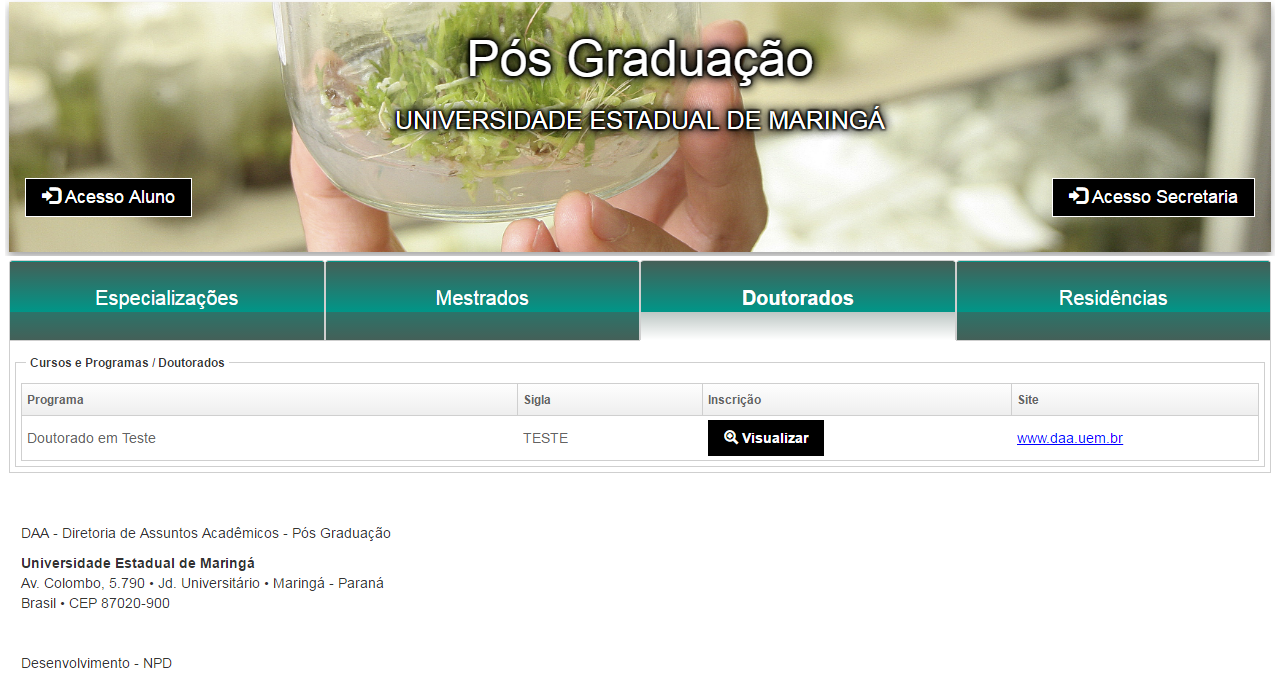 Pós Graduação
UNIVERSIDADE ESTADUAL DE MARINGÁ
Acesso Aluno Acesso Secretaria
Especializações Mestrados Doutorados Residências
Cursos e Programas / Doutorados
Programa Sigla Inscrição Site
Doutorado em Teste TESTE Visualizar www.daa.uem.br
DAA - Diretoria de Assuntos Acadêmicos - Pós Graduação
Universidade Estadual de Maringá
Av. Colombo, 5.790 • Jd. Universitário • Maringá - Paraná
Brasil • CEP 87020-900
Desenvolvimento - NPD